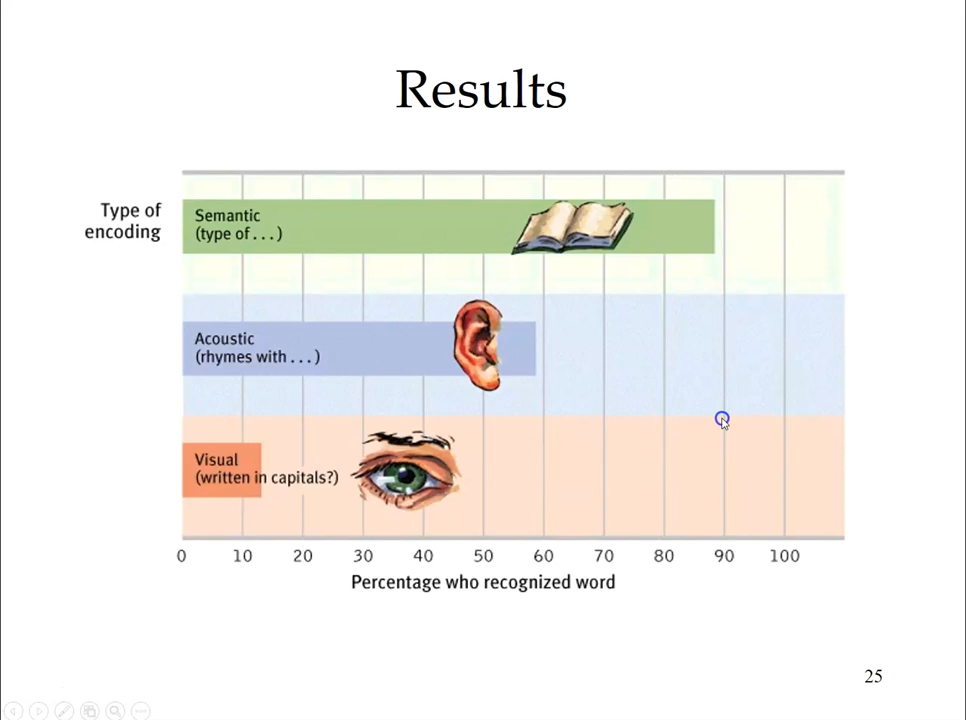 Results
Type of
encoding
Semantic
(type of . . . )
Acoustic
(rhymes with . . . )
Visual
(written in capitals?)
0 10 20 30 40 50 60 70 80 90 100
Percentage who recognized word
25